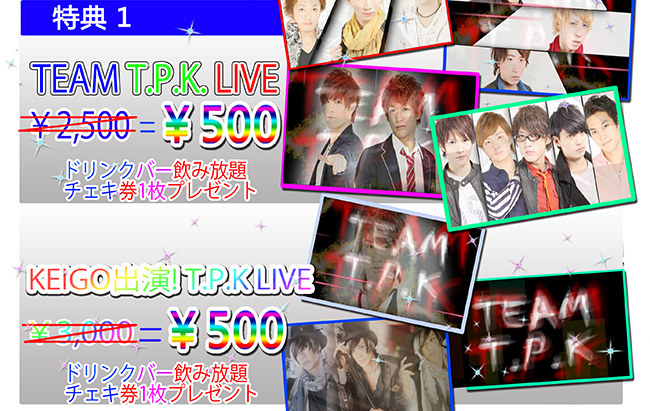 特典 1
TEAM T.P.K. LIVE
￥2,500 = ￥500
ドリンクバー飲み放題
チェキ券1枚プレゼント
TEAM
T.P.K
KEiGO出演! T.P.K LIVE
￥3,000 = ￥500
TEAM
T.P.K
ドリンクバー飲み放題
チェキ券1枚プレゼント